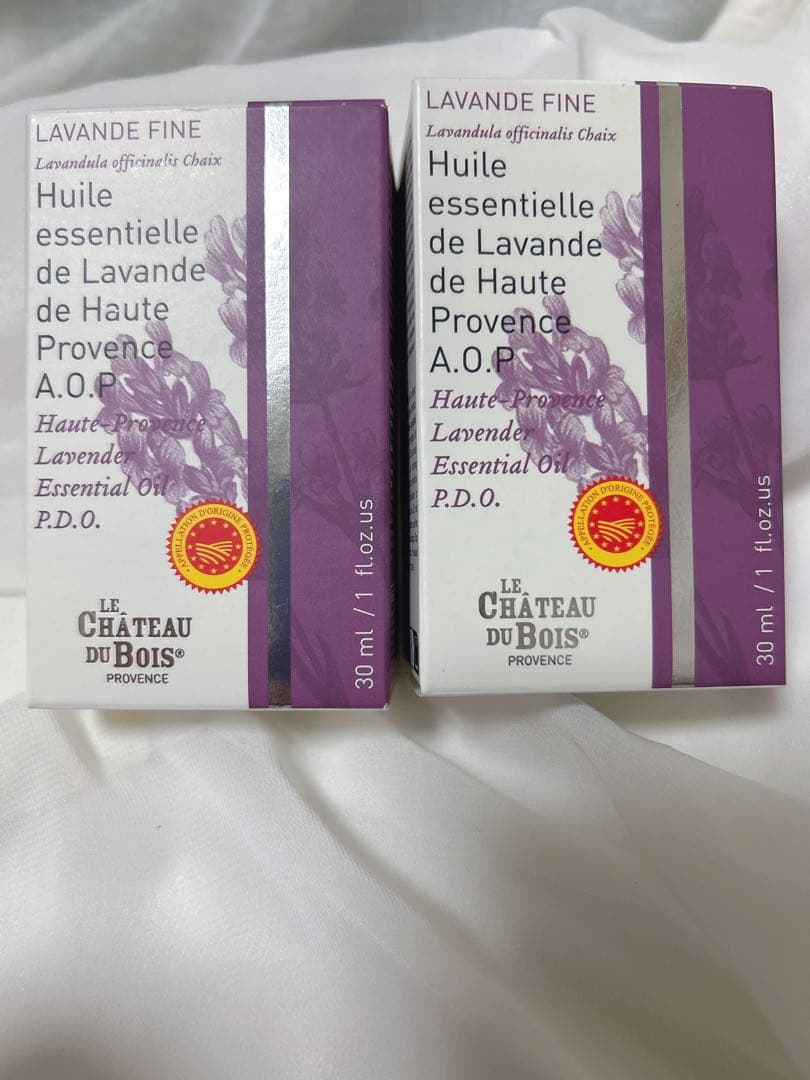 LAVANDE FINE
Lavandula officinalis Chaix
Huile
essentielle
de Lavande
de Haute
Provence
A.O.P
Haute-Provence
Lavender
Essential Oil
P.D.O.
APPELLATION D'ORIGINE PROTÉGÉE
LE
CHÂTEAU
DU BOIS®
PROVENCE
30 ml / 1 fl.oz.us
LAVANDE FINE
Lavandula officinalis Chaix
Huile
essentielle
de Lavande
de Haute
Provence
A.O.P
Haute-Provence
Lavender
Essential Oil
P.D.O.
APPELLATION D'ORIGINE PROTÉGÉE
LE
CHÂTEAU
DU BOIS®
PROVENCE
30 ml / 1 fl.oz.us